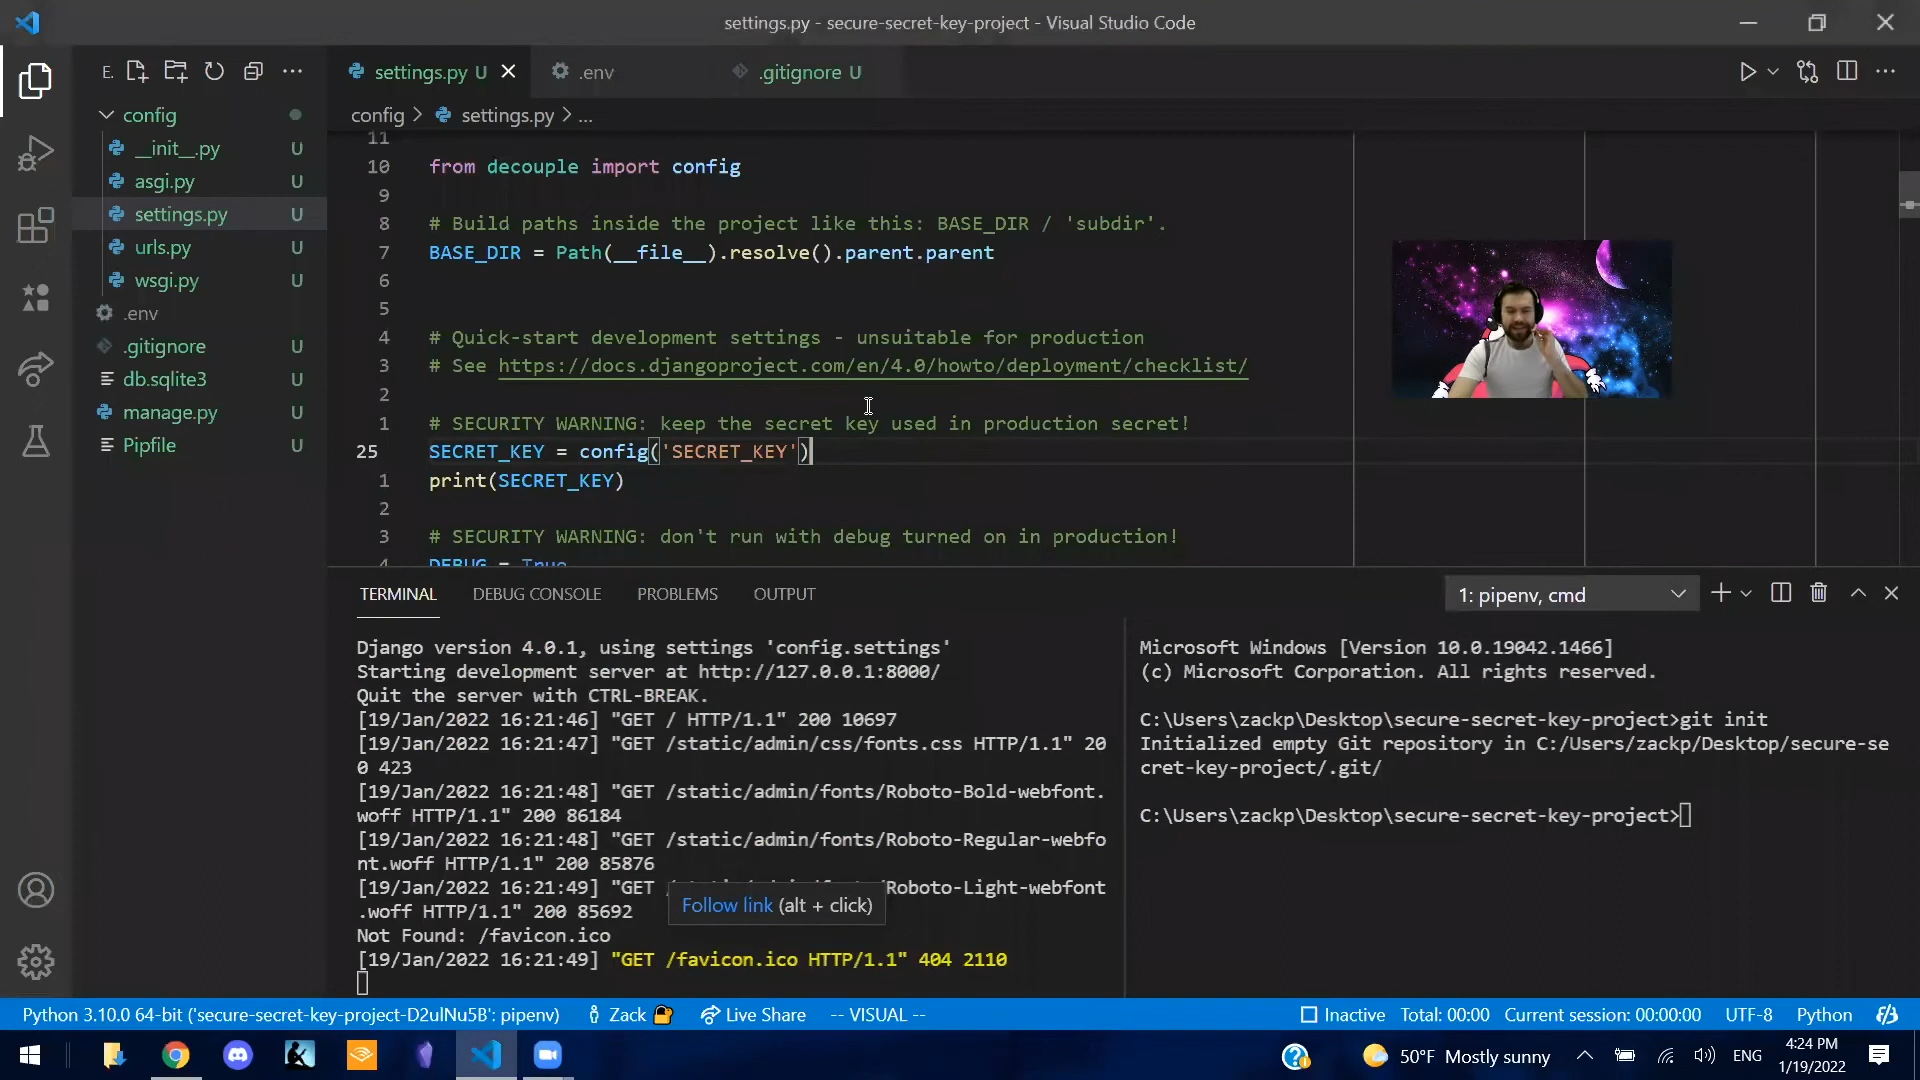 settings.py - secure-secret-key-project - Visual Studio Code
E.
settings.py U
.env
.gitignore U
config
__init__.py U
asgi.py U
settings.py U
urls.py U
wsgi.py U
.env
.gitignore U
db.sqlite3 U
manage.py U
Pipfile U
config > settings.py > ...
11
10 from decouple import config
9
8 # Build paths inside the project like this: BASE_DIR / 'subdir'.
7 BASE_DIR = Path(__file__).resolve().parent.parent
6
5
4 # Quick-start development settings - unsuitable for production
3 # See https://docs.djangoproject.com/en/4.0/howto/deployment/checklist/
2
1 # SECURITY WARNING: keep the secret key used in production secret!
25 SECRET_KEY = config('SECRET_KEY')
1 print(SECRET_KEY)
2
3 # SECURITY WARNING: don't run with debug turned on in production!
4 DEBUG = True
TERMINAL DEBUG CONSOLE PROBLEMS OUTPUT
1: pipenv, cmd
Django version 4.0.1, using settings 'config.settings'
Starting development server at http://127.0.0.1:8000/
Quit the server with CTRL-BREAK.
[19/Jan/2022 16:21:46] "GET / HTTP/1.1" 200 10697
[19/Jan/2022 16:21:47] "GET /static/admin/css/fonts.css HTTP/1.1" 20
0 423
[19/Jan/2022 16:21:48] "GET /static/admin/fonts/Roboto-Bold-webfont.
woff HTTP/1.1" 200 86184
[19/Jan/2022 16:21:48] "GET /static/admin/fonts/Roboto-Regular-webfo
nt.woff HTTP/1.1" 200 85876
[19/Jan/2022 16:21:49] "GET Roboto-Light-webfont
.woff HTTP/1.1" 200 85692
Follow link (alt + click)
Not Found: /favicon.ico
[19/Jan/2022 16:21:49] "GET /favicon.ico HTTP/1.1" 404 2110
Microsoft Windows [Version 10.0.19042.1466]
(c) Microsoft Corporation. All rights reserved.
C:\Users\zackp\Desktop\secure-secret-key-project>git init
Initialized empty Git repository in C:/Users/zackp/Desktop/secure-se
cret-key-project/.git/
C:\Users\zackp\Desktop\secure-secret-key-project>
Python 3.10.0 64-bit ('secure-secret-key-project-D2ulNu5B': pipenv) Zack Live Share -- VISUAL -- Inactive Total: 00:00 Current session: 00:00:00 UTF-8 Python
50°F Mostly sunny ENG
4:24 PM
1/19/2022